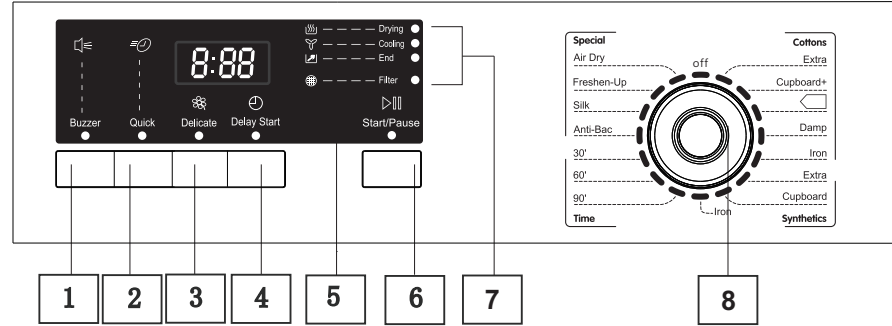 Drying
Cooling
End
Filter
8:88
Buzzer
Quick
Delicate
Delay Start
Start/Pause
1
2
3
4
5
6
7
8
off
Special
Air Dry
Freshen-Up
Silk
Anti-Bac
30'
60'
90'
Time
Cottons
Extra
Cupboard+
Damp
Iron
Extra
Cupboard
Iron
Synthetics